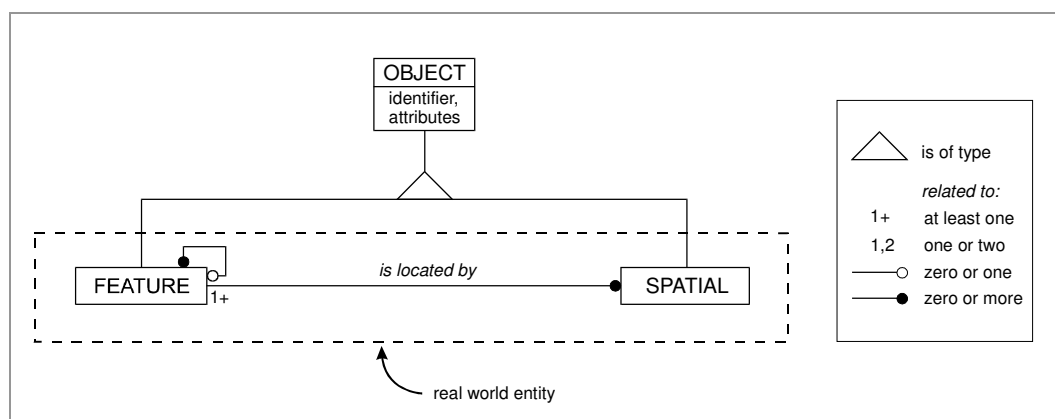 OBJECT
identifier,
attributes
is of type
related to:
1+ at least one
1,2 one or two
zero or one
zero or more
is located by
FEATURE
1+
SPATIAL
real world entity